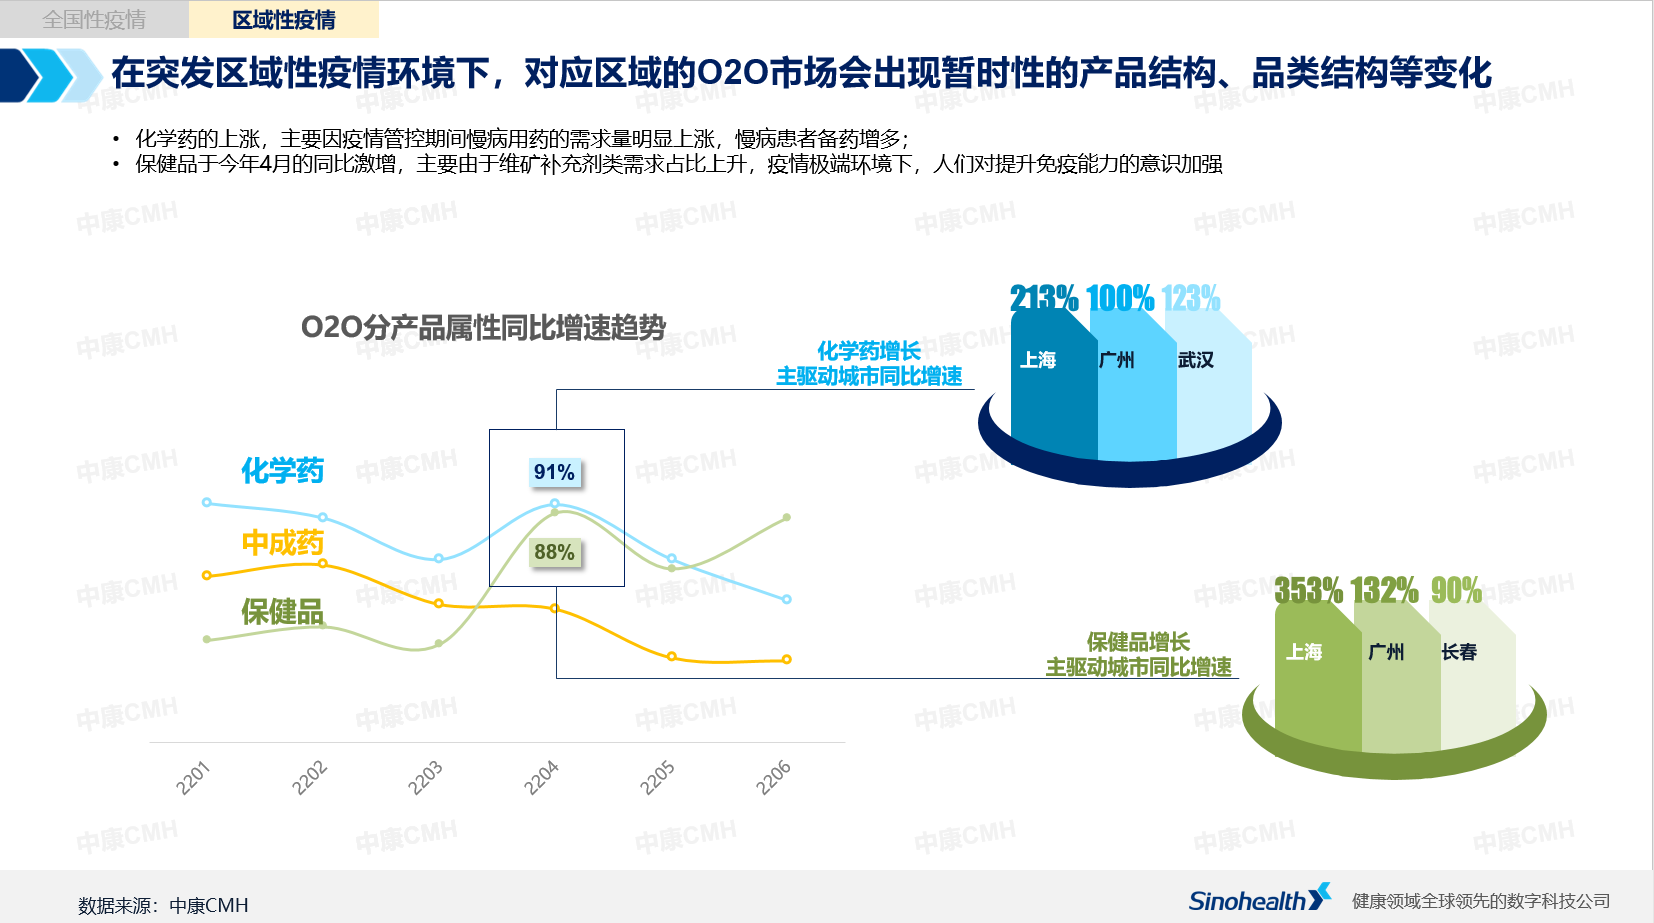 全国性疫情
区域性疫情
在突发区域性疫情环境下，对应区域的O2O市场会出现暂时性的产品结构、品类结构等变化
• 化学药的上涨，主要因疫情管控期间慢病用药的需求量明显上涨，慢病患者备药增多；
• 保健品于今年4月的同比激增，主要由于维矿补充剂类需求占比上升，疫情极端环境下，人们对提升免疫能力的意识加强
O2O分产品属性同比增速趋势
化学药
中成药
保健品
91%
88%
2201
2202
2203
2204
2205
2206
化学药增长
主驱动城市同比增速
213% 100% 123%
上海 广州 武汉
保健品增长
主驱动城市同比增速
353% 132% 90%
上海 广州 长春
中康CMH
数据来源：中康CMH
Sinohealth
健康领域全球领先的数字科技公司